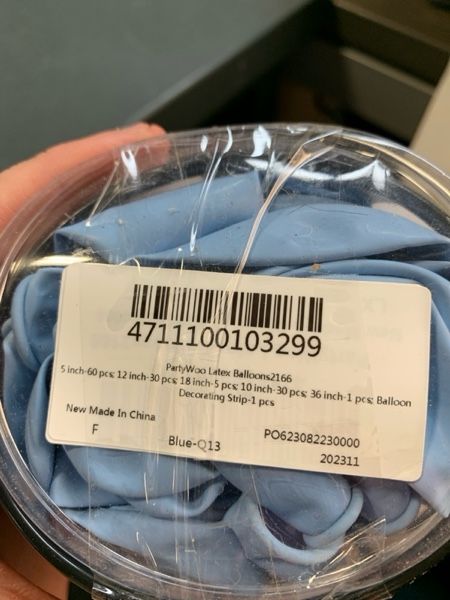 4711100103299
PartyWoo Latex Balloons2166
5 inch-60 pcs; 12 inch-30 pcs; 18 inch-5 pcs; 10 inch-30 pcs; 36 inch-1 pcs; Balloon
Decorating Strip-1 pcs
New Made In China
F
Blue-Q13
PO623082230000
202311